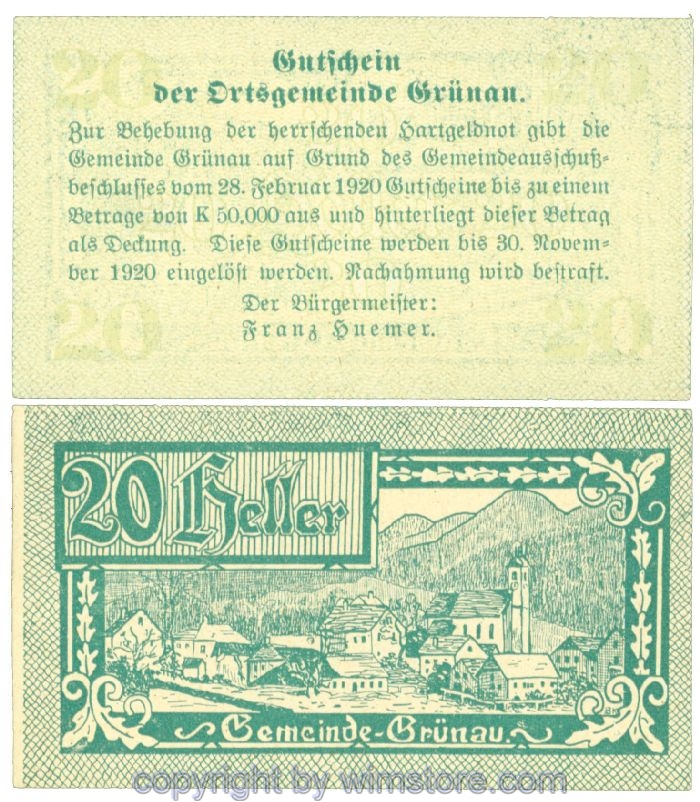 20 20
Gutschein
der Ortsgemeinde Grünau.
Zur Behebung der herrschenden Hartgeldnot gibt die
Gemeinde Grünau auf Grund des Gemeindeausschuß-
beschlusses vom 28. Februar 1920 Gutscheine bis zu einem
Betrage von K 50.000 aus und hinterliegt dieser Betrag
als Deckung. Diese Gutscheine werden bis 30. Novem-
ber 1920 eingelöst werden. Nachahmung wird bestraft.
Der Bürgermeister:
Franz Huemer.
20 20
20 Heller
Gemeinde-Grünau
copyright by wimstore.com